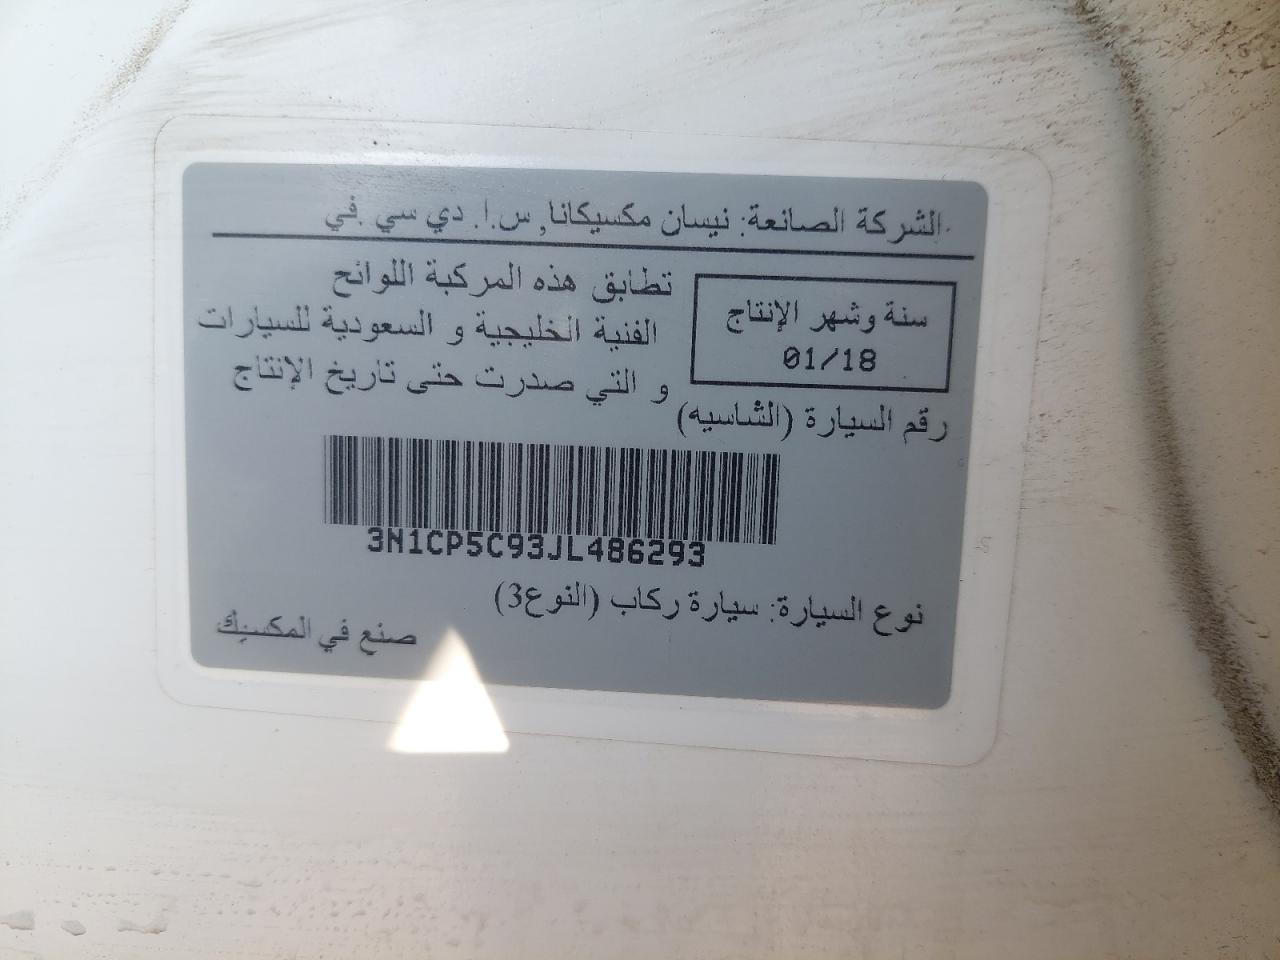 الشركة الصانعة: نيسان مكسيكانا, س.ا. دي سي .في
سنة وشهر الإنتاج
01/18
تطابق هذه المركبة اللوائح
الفنية الخليجية و السعودية للسيارات
و التي صدرت حتى تاريخ الإنتاج
رقم السيارة (الشاسيه)
3N1CP5C93JL486293
نوع السيارة: سيارة ركاب (النوع3)
صنع في المكسيك